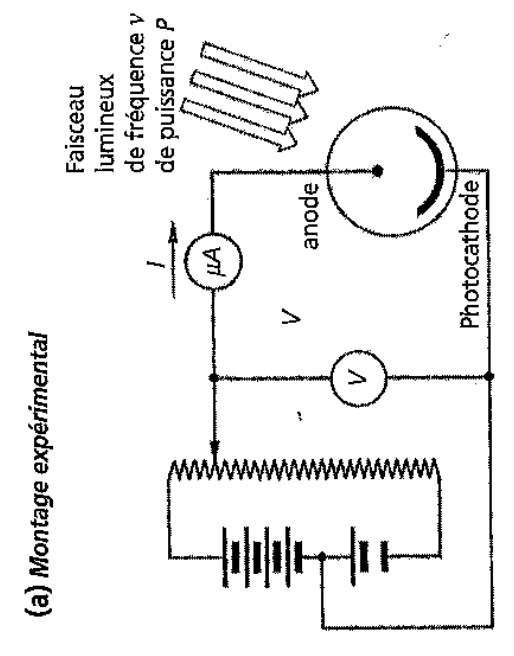 (a) Montage expérimental
Faisceau
lumineux
de fréquence ν
de puissance P
I
μA
anode
V
V
Photocathode